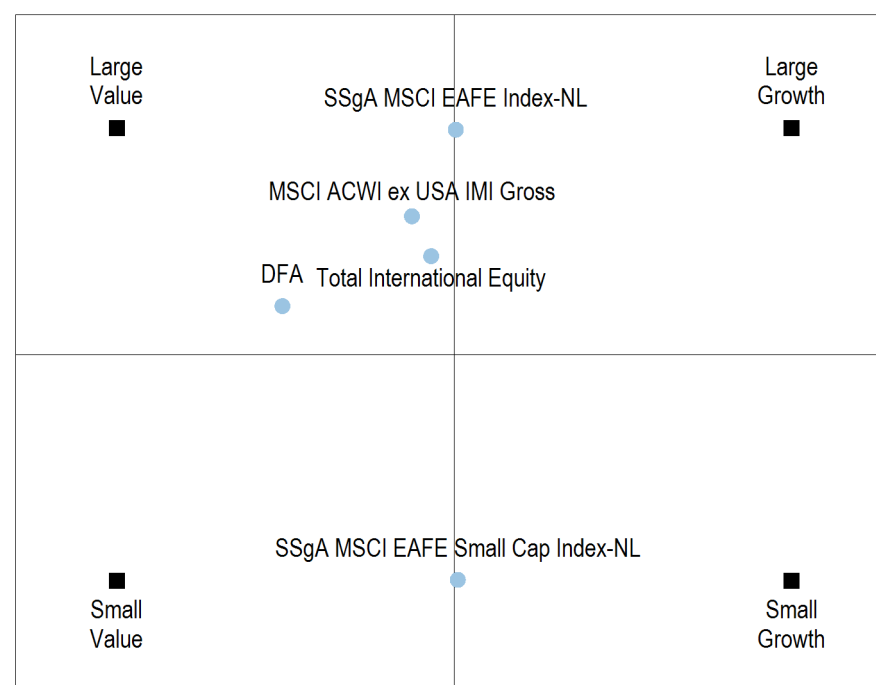 Large
Value
Large
Growth
SSgA MSCI EAFE Index-NL
MSCI ACWI ex USA IMI Gross
DFA
Total International Equity
SSgA MSCI EAFE Small Cap Index-NL
Small
Value
Small
Growth